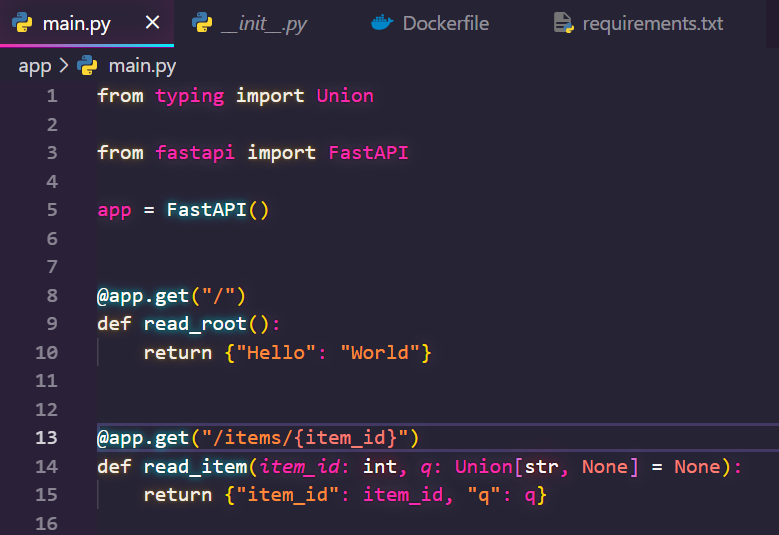 main.py × __init__.py Dockerfile requirements.txt
app > main.py
1 from typing import Union
2
3 from fastapi import FastAPI
4
5 app = FastAPI()
6
7
8 @app.get("/")
9 def read_root():
10     return {"Hello": "World"}
11
12
13 @app.get("/items/{item_id}")
14 def read_item(item_id: int, q: Union[str, None] = None):
15     return {"item_id": item_id, "q": q}
16